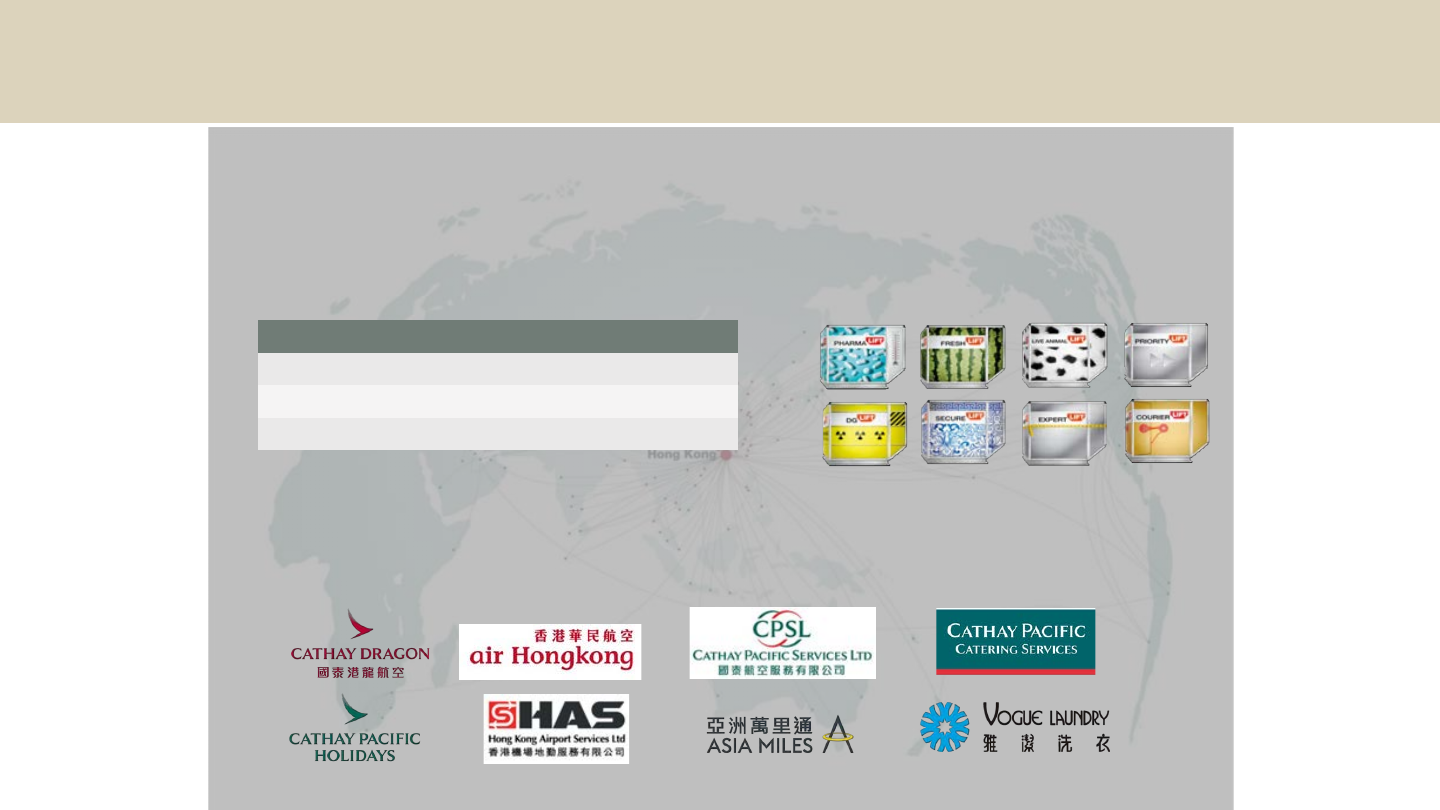 PHARMA LIFT
FRESH LIFT
LIVE ANIMAL LIFT
PRIORITY LIFT
DG LIFT
SECURE LIFT
EXPERT LIFT
COURIER LIFT
Hong Kong
CATHAY DRAGON
國泰港龍航空
香港華民航空
air Hongkong
CPSL
CATHAY PACIFIC SERVICES LTD
國泰航空服務有限公司
CATHAY PACIFIC
CATERING SERVICES
CATHAY PACIFIC
HOLIDAYS
HAS
Hong Kong Airport Services Ltd
香港機場地勤服務有限公司
亞洲萬里通
ASIA MILES
VOGUE LAUNDRY
雅潔洗衣